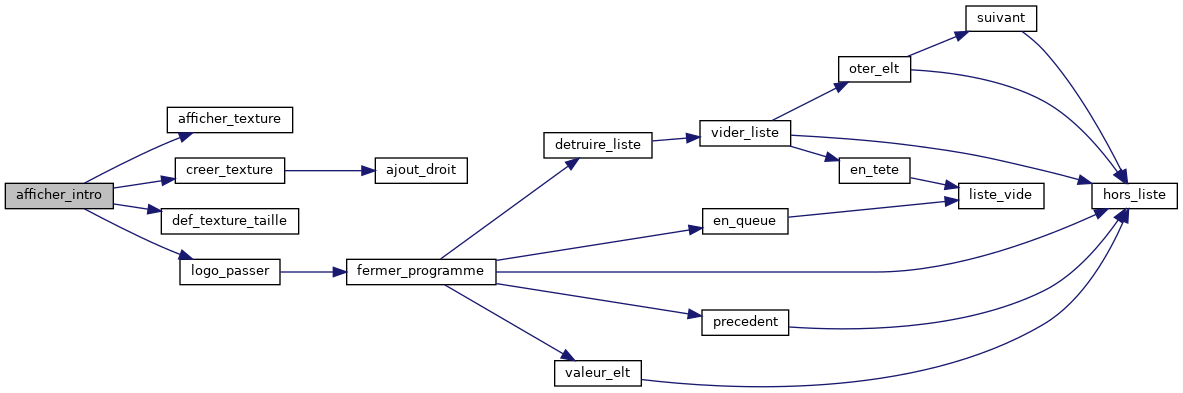 suivant
oter_elt
afficher_texture
vider_liste
detruire_liste
creer_texture
ajout_droit
en_tete
afficher_intro
liste_vide
hors_liste
def_texture_taille
en_queue
logo_passer
fermer_programme
precedent
valeur_elt